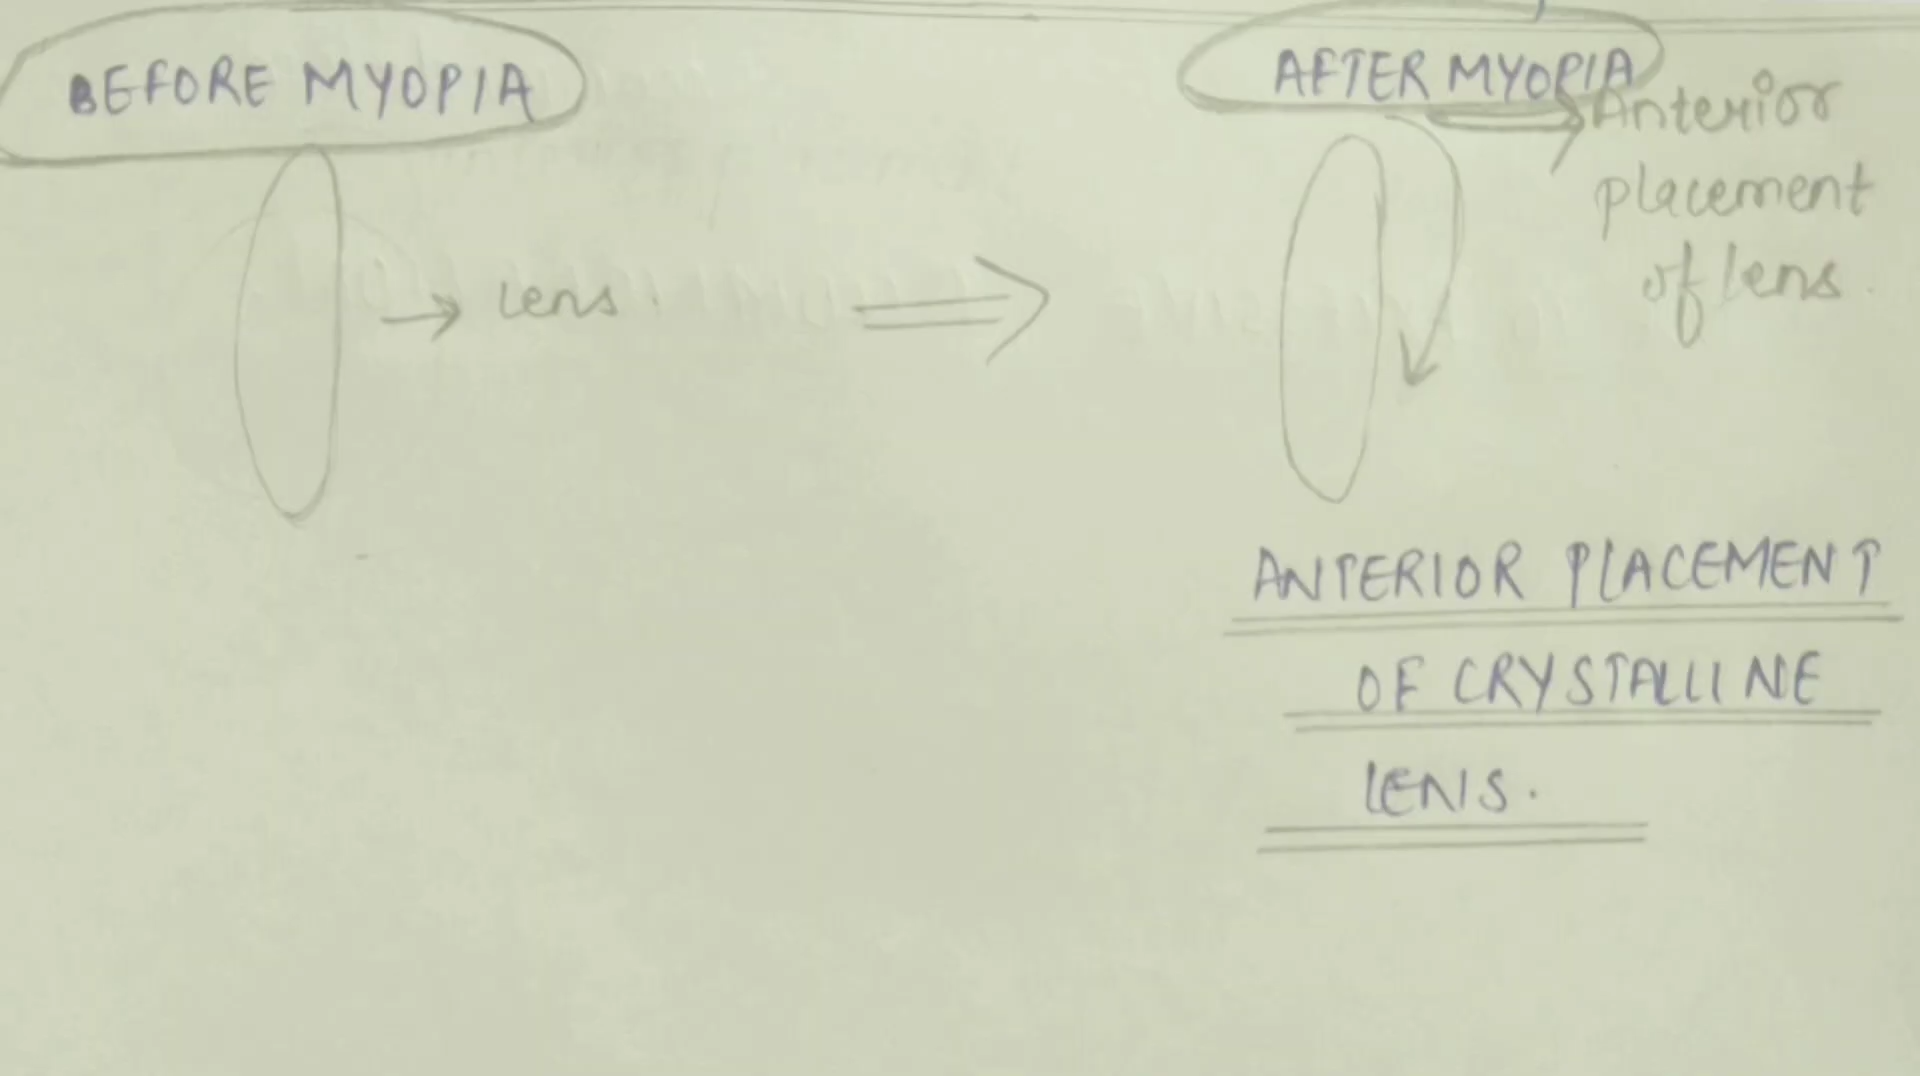 BEFORE MYOPIA
Lens.
AFTER MYOPIA
Anterior
placement
of lens.
ANTERIOR PLACEMENT
OF CRYSTALLINE
LENS.